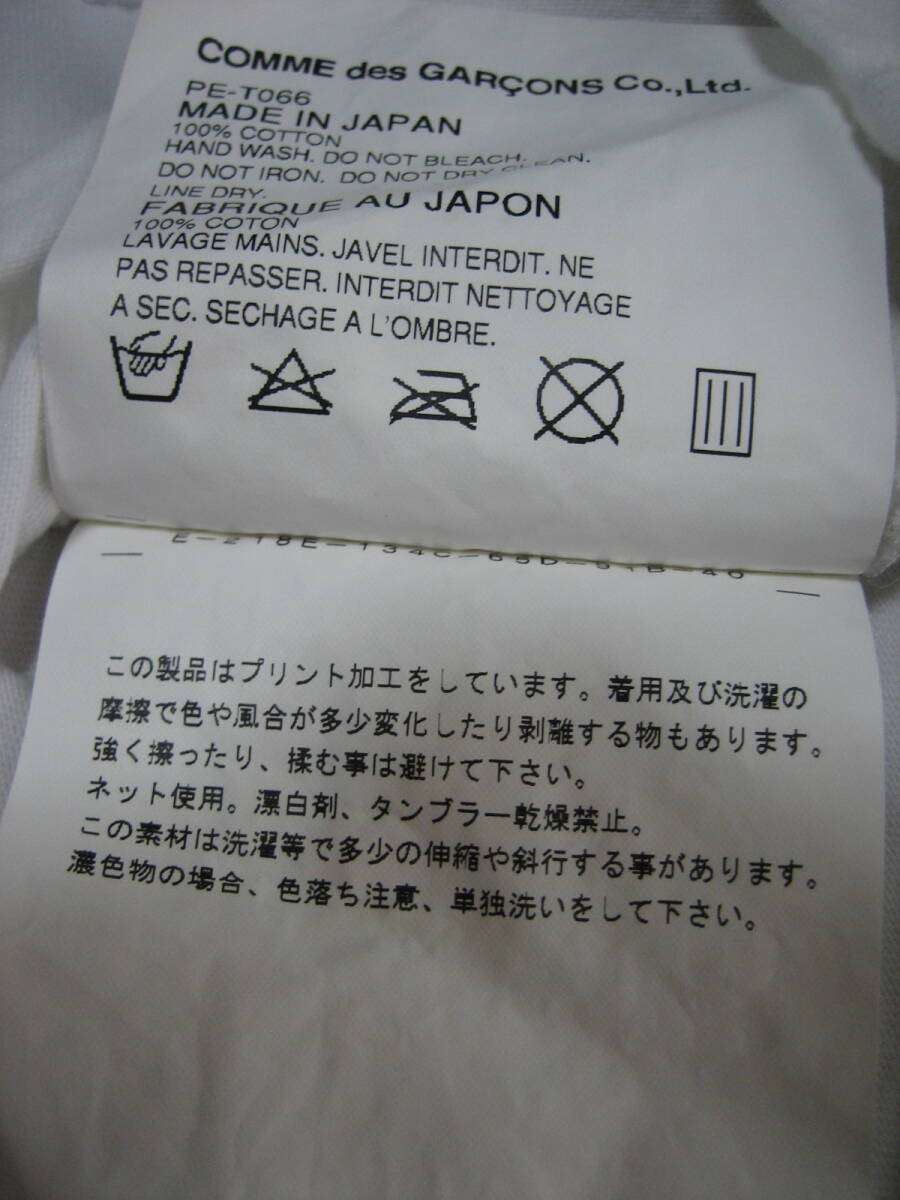 COMME des GARÇONS Co.,Ltd.
PE-T066
MADE IN JAPAN
100% COTTON
HAND WASH. DO NOT BLEACH.
DO NOT IRON. DO NOT DRY CLEAN.
LINE DRY.
FABRIQUE AU JAPON
100% COTON
LAVAGE MAINS. JAVEL INTERDIT. NE
PAS REPASSER. INTERDIT NETTOYAGE
A SEC. SECHAGE A L'OMBRE.
この製品はプリント加工をしています。着用及び洗濯の
摩擦で色や風合が多少変化したり剥離する物もあります。
強く擦ったり、揉む事は避けて下さい。
ネット使用。漂白剤、タンブラー乾燥禁止。
この素材は洗濯等で多少の伸縮や斜行する事があります。
濃色物の場合、色落ち注意、単独洗いをして下さい。